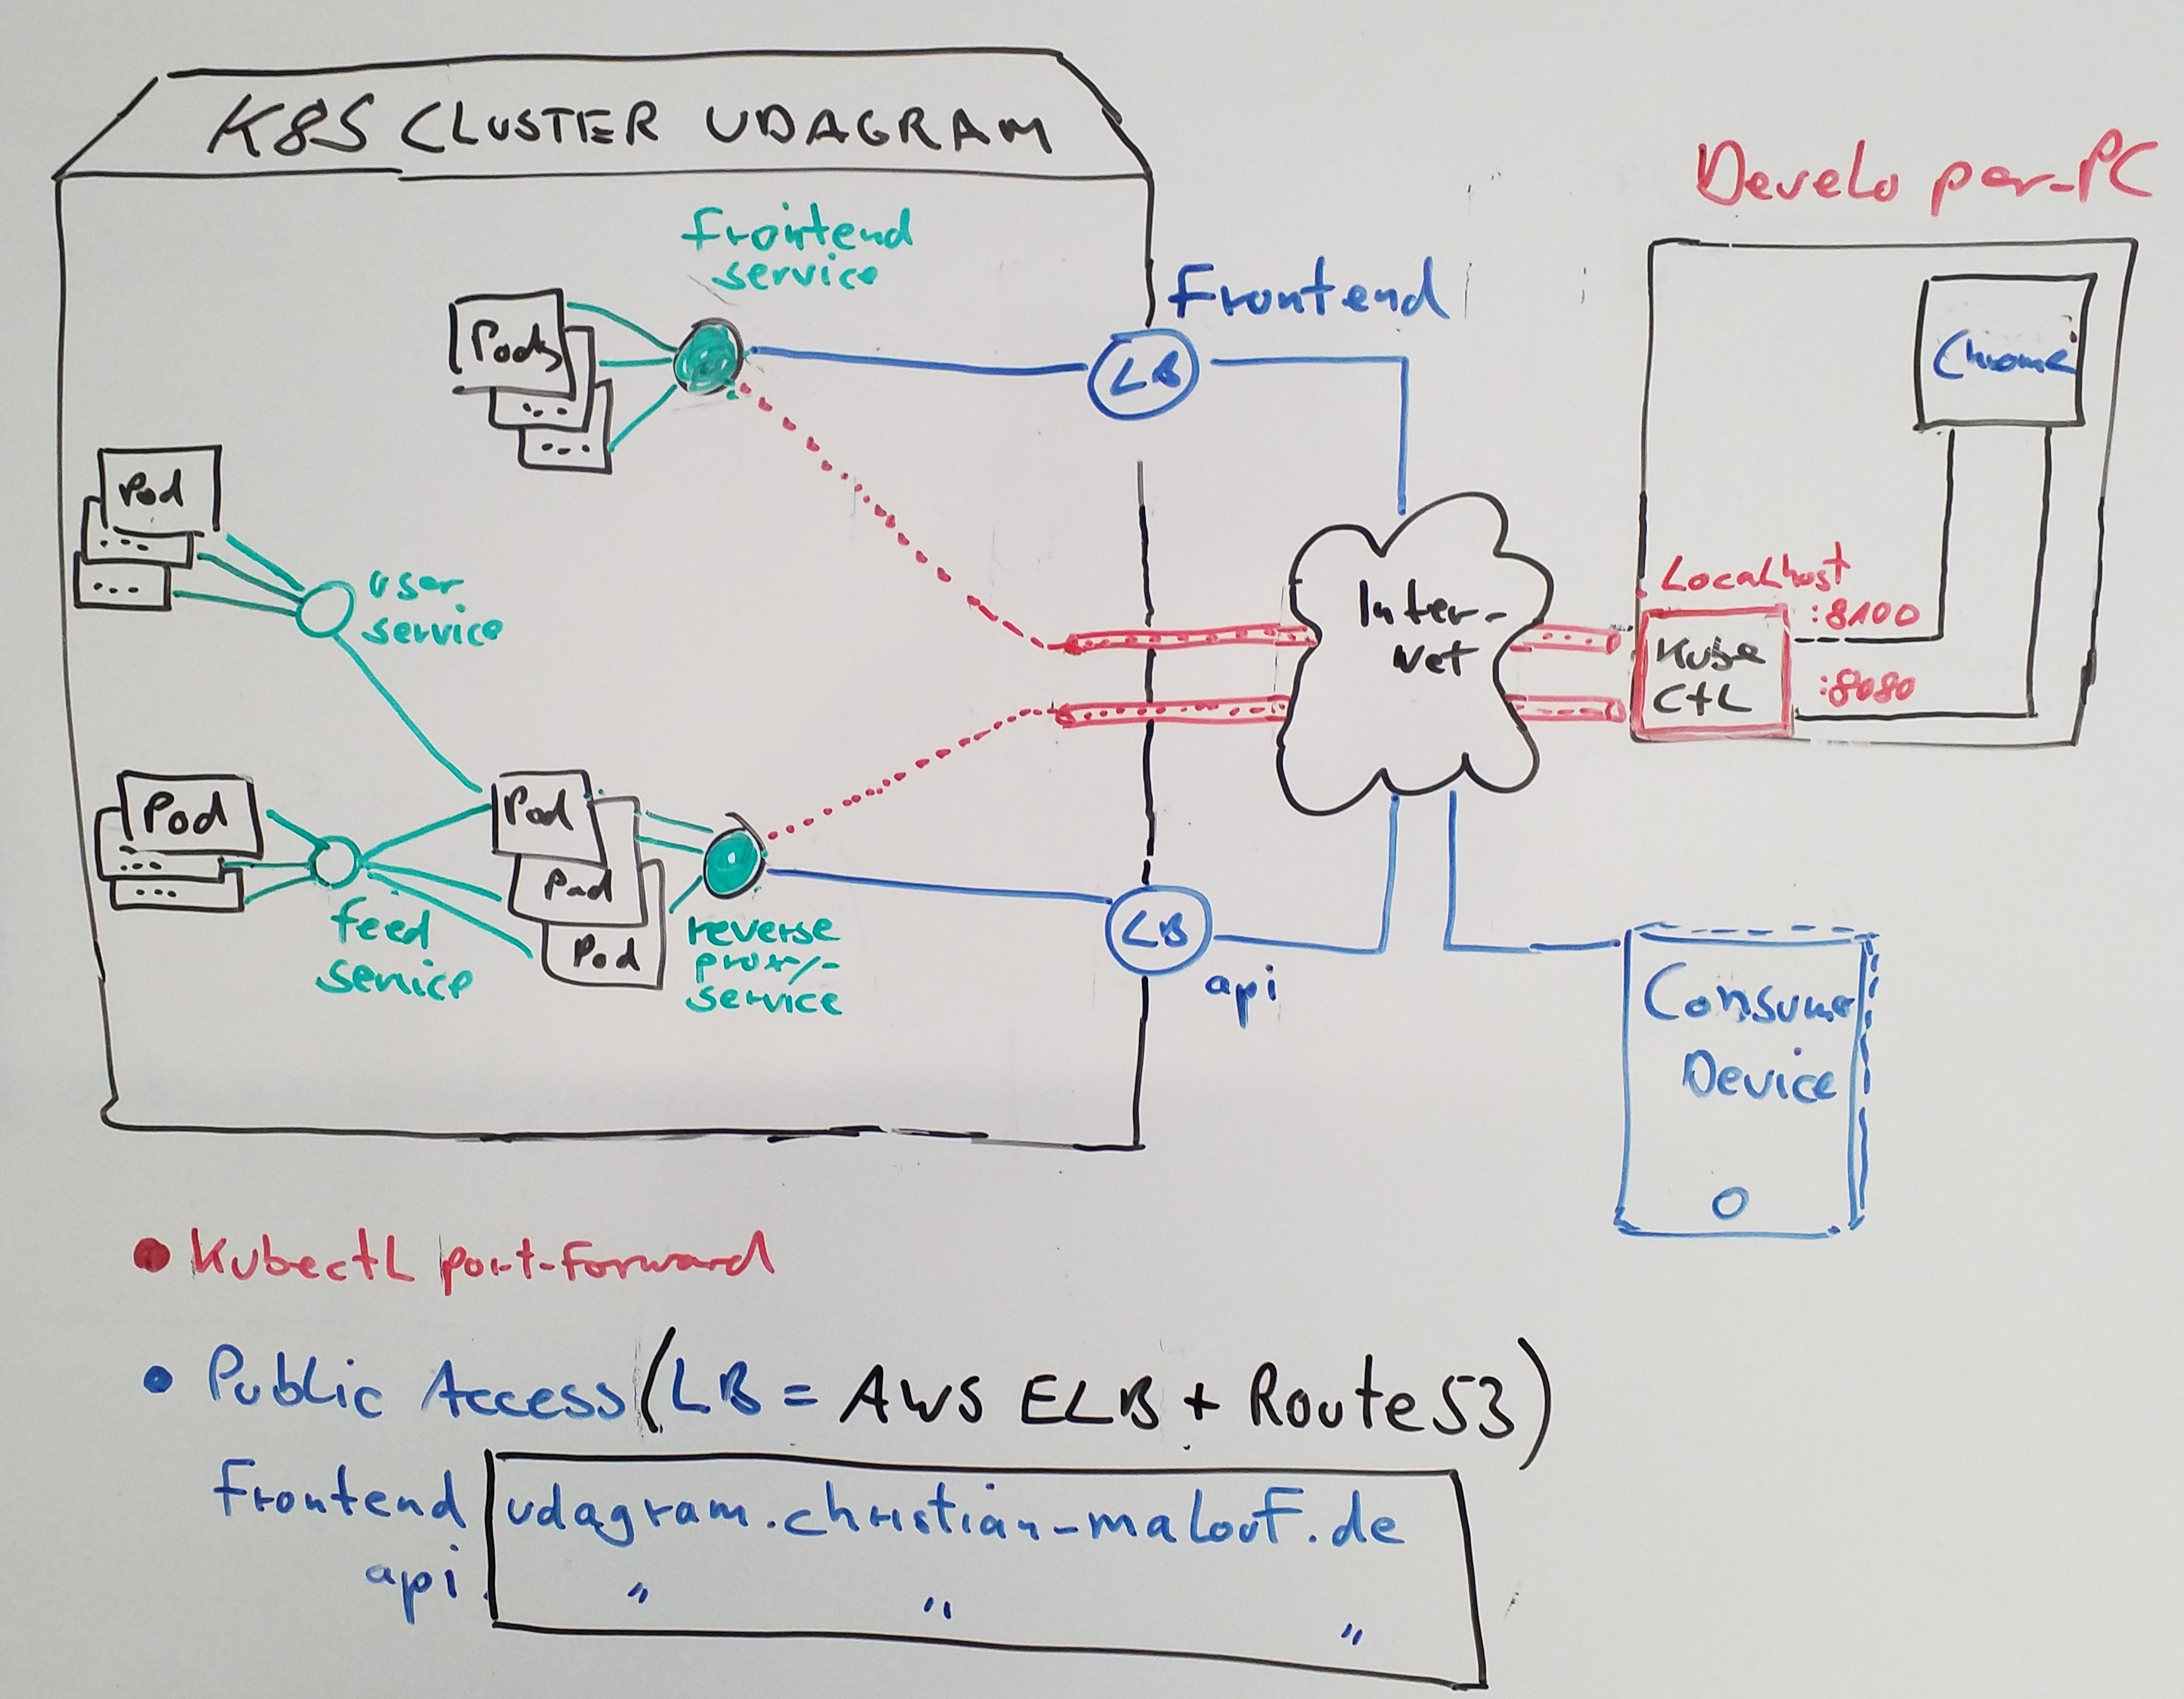 K8S CLUSTER UDAGRAM
Developer-PC
frontend
service
Frontend
Pods
LB
Chrome
Pod
user
service
Inter-
net
Localhost
:8100
Kube
ctL
:8080
Pod
Pod
Pod
Pod
feed
service
reverse
proxy-
service
LB
api
Consumer
Device
• KubectL port-forward
• Public Access (LB = AWS ELB + Route53)
Frontend udagram.christian-malouf.de
api. " " "